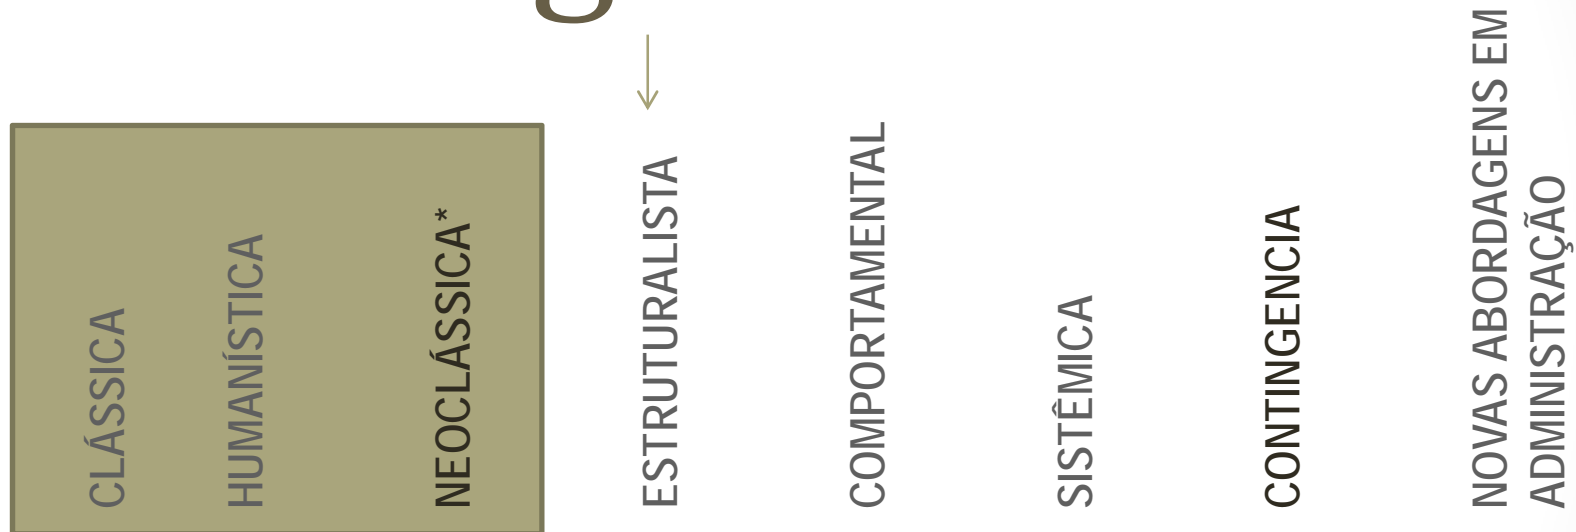 CLÁSSICA
HUMANÍSTICA
NEOCLÁSSICA*
ESTRUTURALISTA
COMPORTAMENTAL
SISTÊMICA
CONTINGENCIA
NOVAS ABORDAGENS EM
ADMINISTRAÇÃO